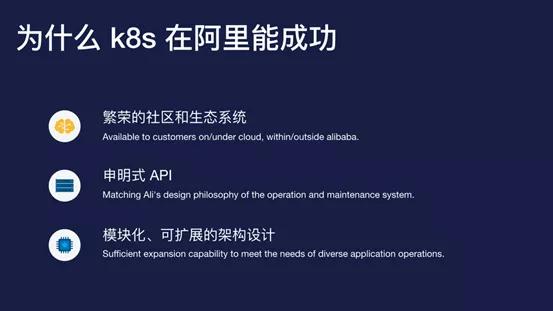 为什么 k8s 在阿里能成功
繁荣的社区和生态系统
Available to customers on/under cloud, within/outside alibaba.
申明式 API
Matching Ali's design philosophy of the operation and maintenance system.
模块化、可扩展的架构设计
Sufficient expansion capability to meet the needs of diverse application operations.